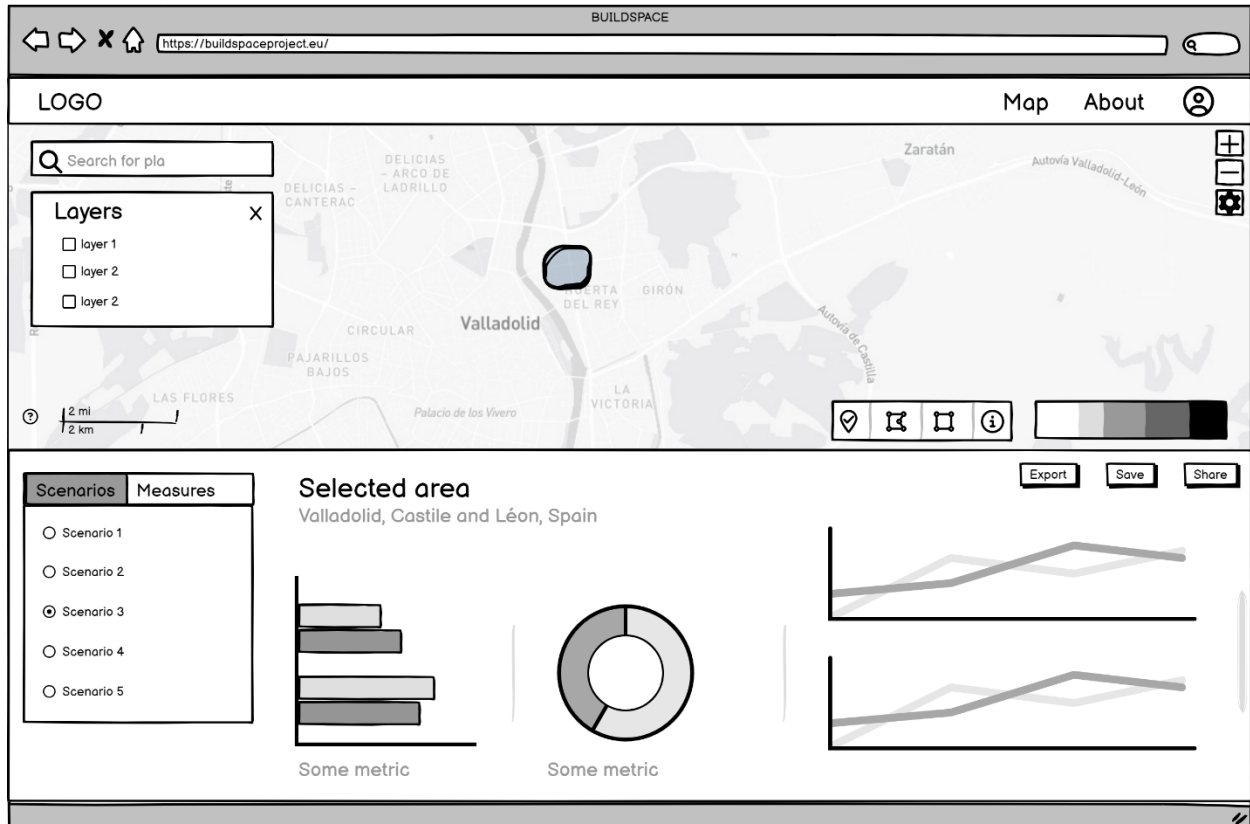 BUILDSPACE
https://buildspaceproject.eu/
LOGO
Map
About
Search for pla
Layers
X
layer 1
layer 2
layer 2
DELICIAS
– ARCO DE
LADRILLO
DELICIAS –
CANTERAC
Zaratán
Autovía Valladolid-León
HUERTA
DEL REY
GIRÓN
Valladolid
CIRCULAR
PAJARILLOS
BAJOS
Autovía de Castilla
LAS FLORES
LA
VICTORIA
Palacio de los Vivero
?
2 mi
2 km
Scenarios
Measures
Scenario 1
Scenario 2
Scenario 3
Scenario 4
Scenario 5
Selected area
Valladolid, Castile and Léon, Spain
Export
Save
Share
Some metric
Some metric